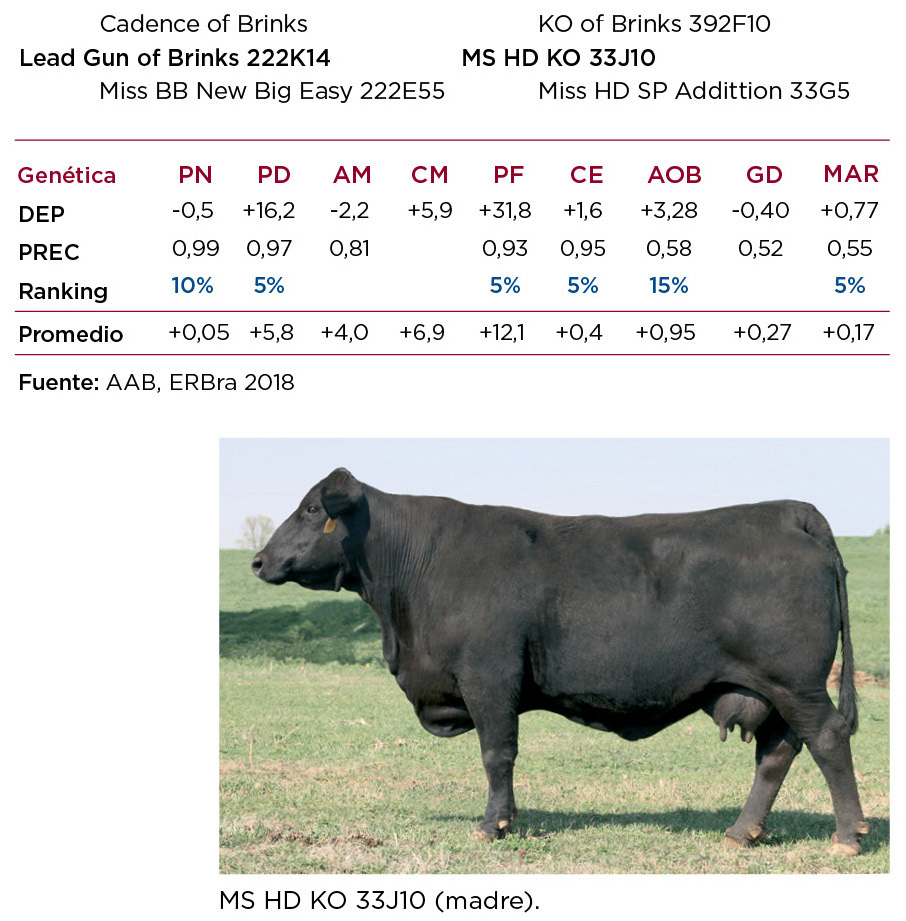 Cadence of Brinks KO of Brinks 392F10
Lead Gun of Brinks 222K14 MS HD KO 33J10
Miss BB New Big Easy 222E55 Miss HD SP Addittion 33G5
Genética PN PD AM CM PF CE AOB GD MAR
DEP -0,5 +16,2 -2,2 +5,9 +31,8 +1,6 +3,28 -0,40 +0,77
PREC 0,99 0,97 0,81 0,93 0,95 0,58 0,52 0,55
Ranking 10% 5% 5% 5% 15% 5%
Promedio +0,05 +5,8 +4,0 +6,9 +12,1 +0,4 +0,95 +0,27 +0,17
Fuente: AAB, ERBra 2018
MS HD KO 33J10 (madre).